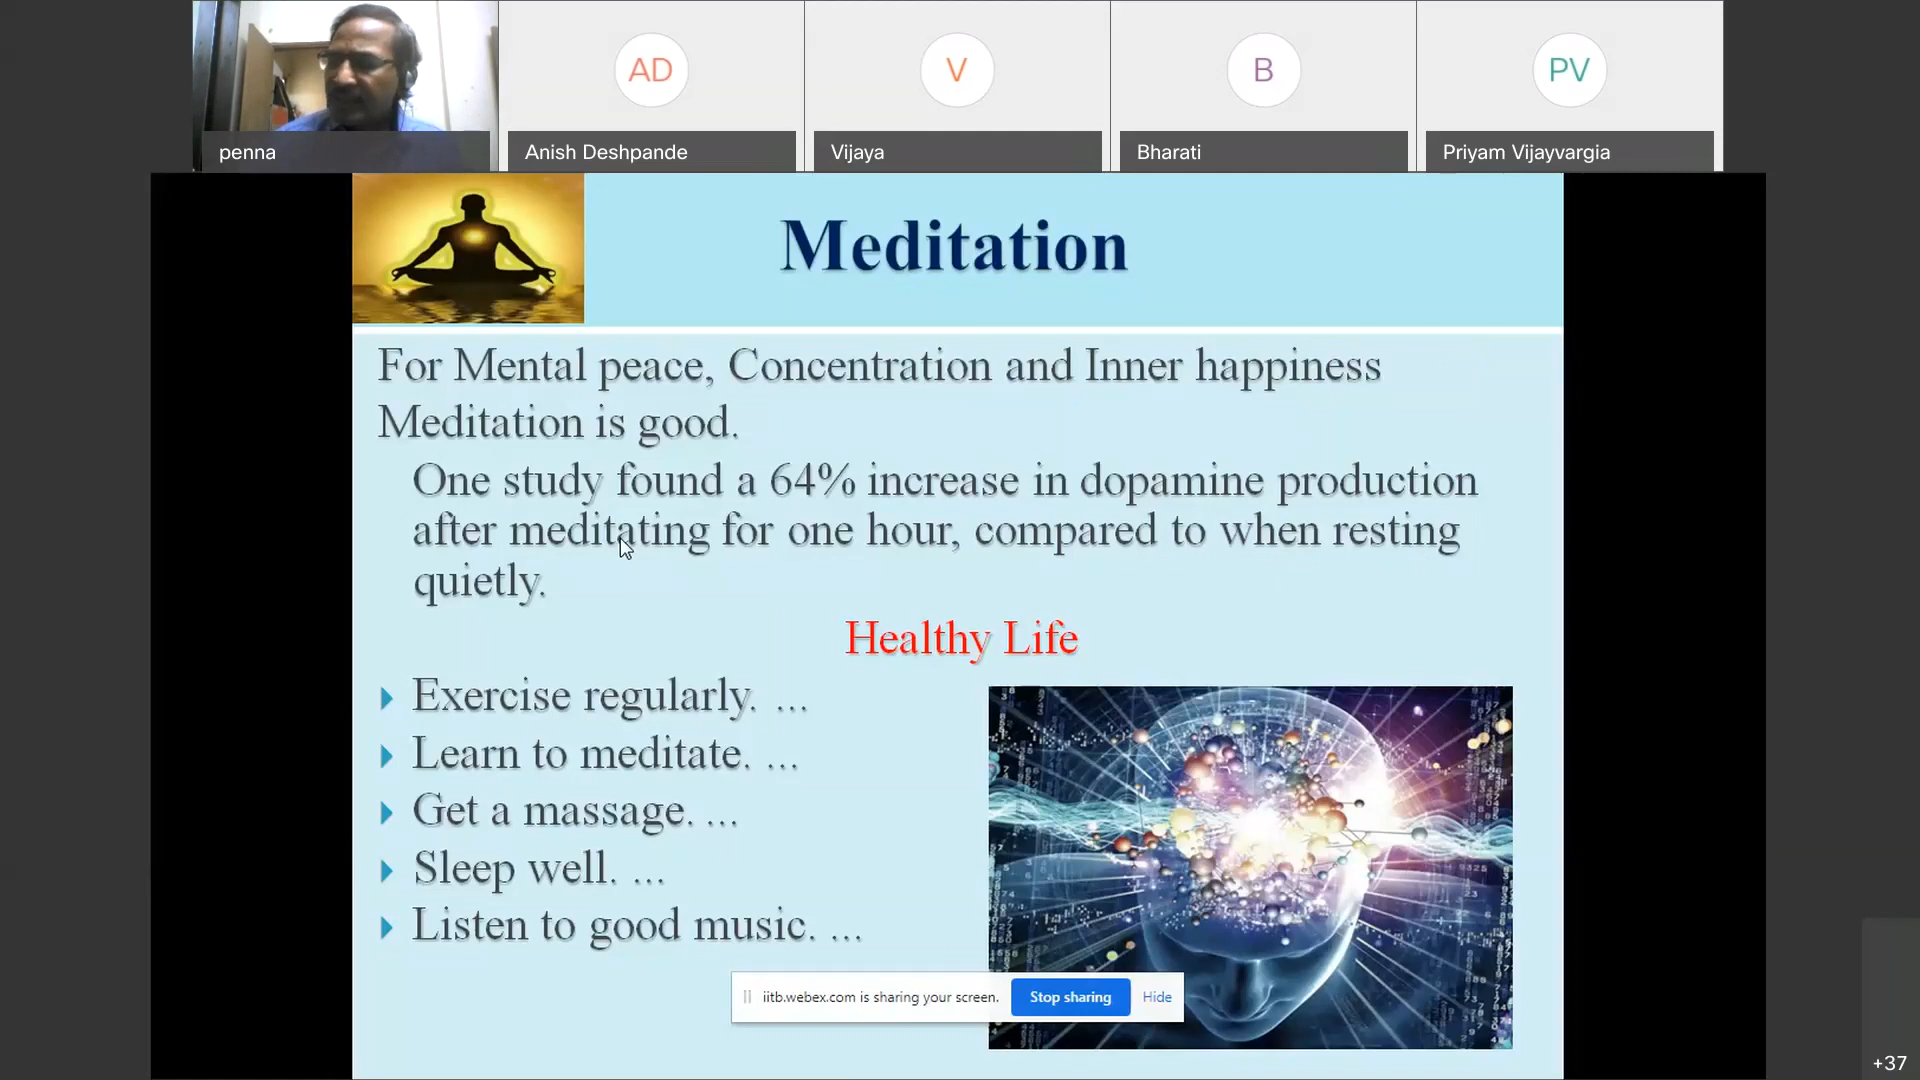 AD
V
B
PV
penna
Anish Deshpande
Vijaya
Bharati
Priyam Vijayvargia
Meditation
For Mental peace, Concentration and Inner happiness
Meditation is good.
One study found a 64% increase in dopamine production
after meditating for one hour, compared to when resting
quietly.
Healthy Life
Exercise regularly. ...
Learn to meditate. ...
Get a massage. ...
Sleep well. ...
Listen to good music. ...
iitb.webex.com is sharing your screen.
Stop sharing
Hide
+37